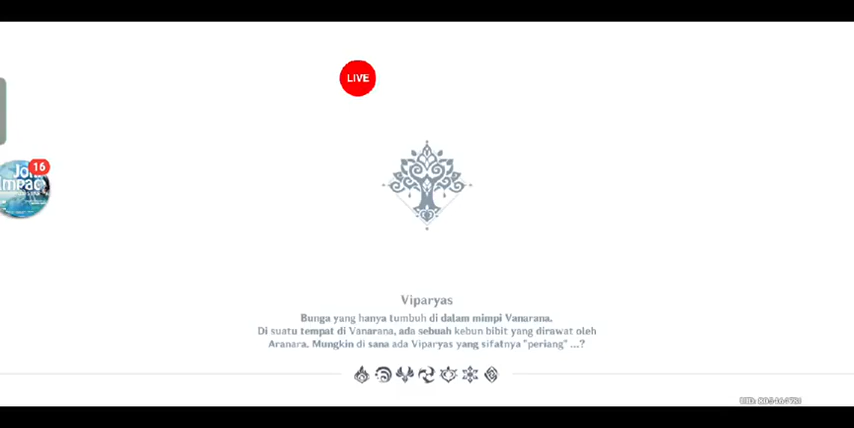 LIVE
16
Viparyas
Bunga yang hanya tumbuh di dalam mimpi Vanarana.
Di suatu tempat di Vanarana, ada sebuah kebun bibit yang dirawat oleh
Aranara. Mungkin di sana ada Viparyas yang sifatnya "periang" ...?
UID: